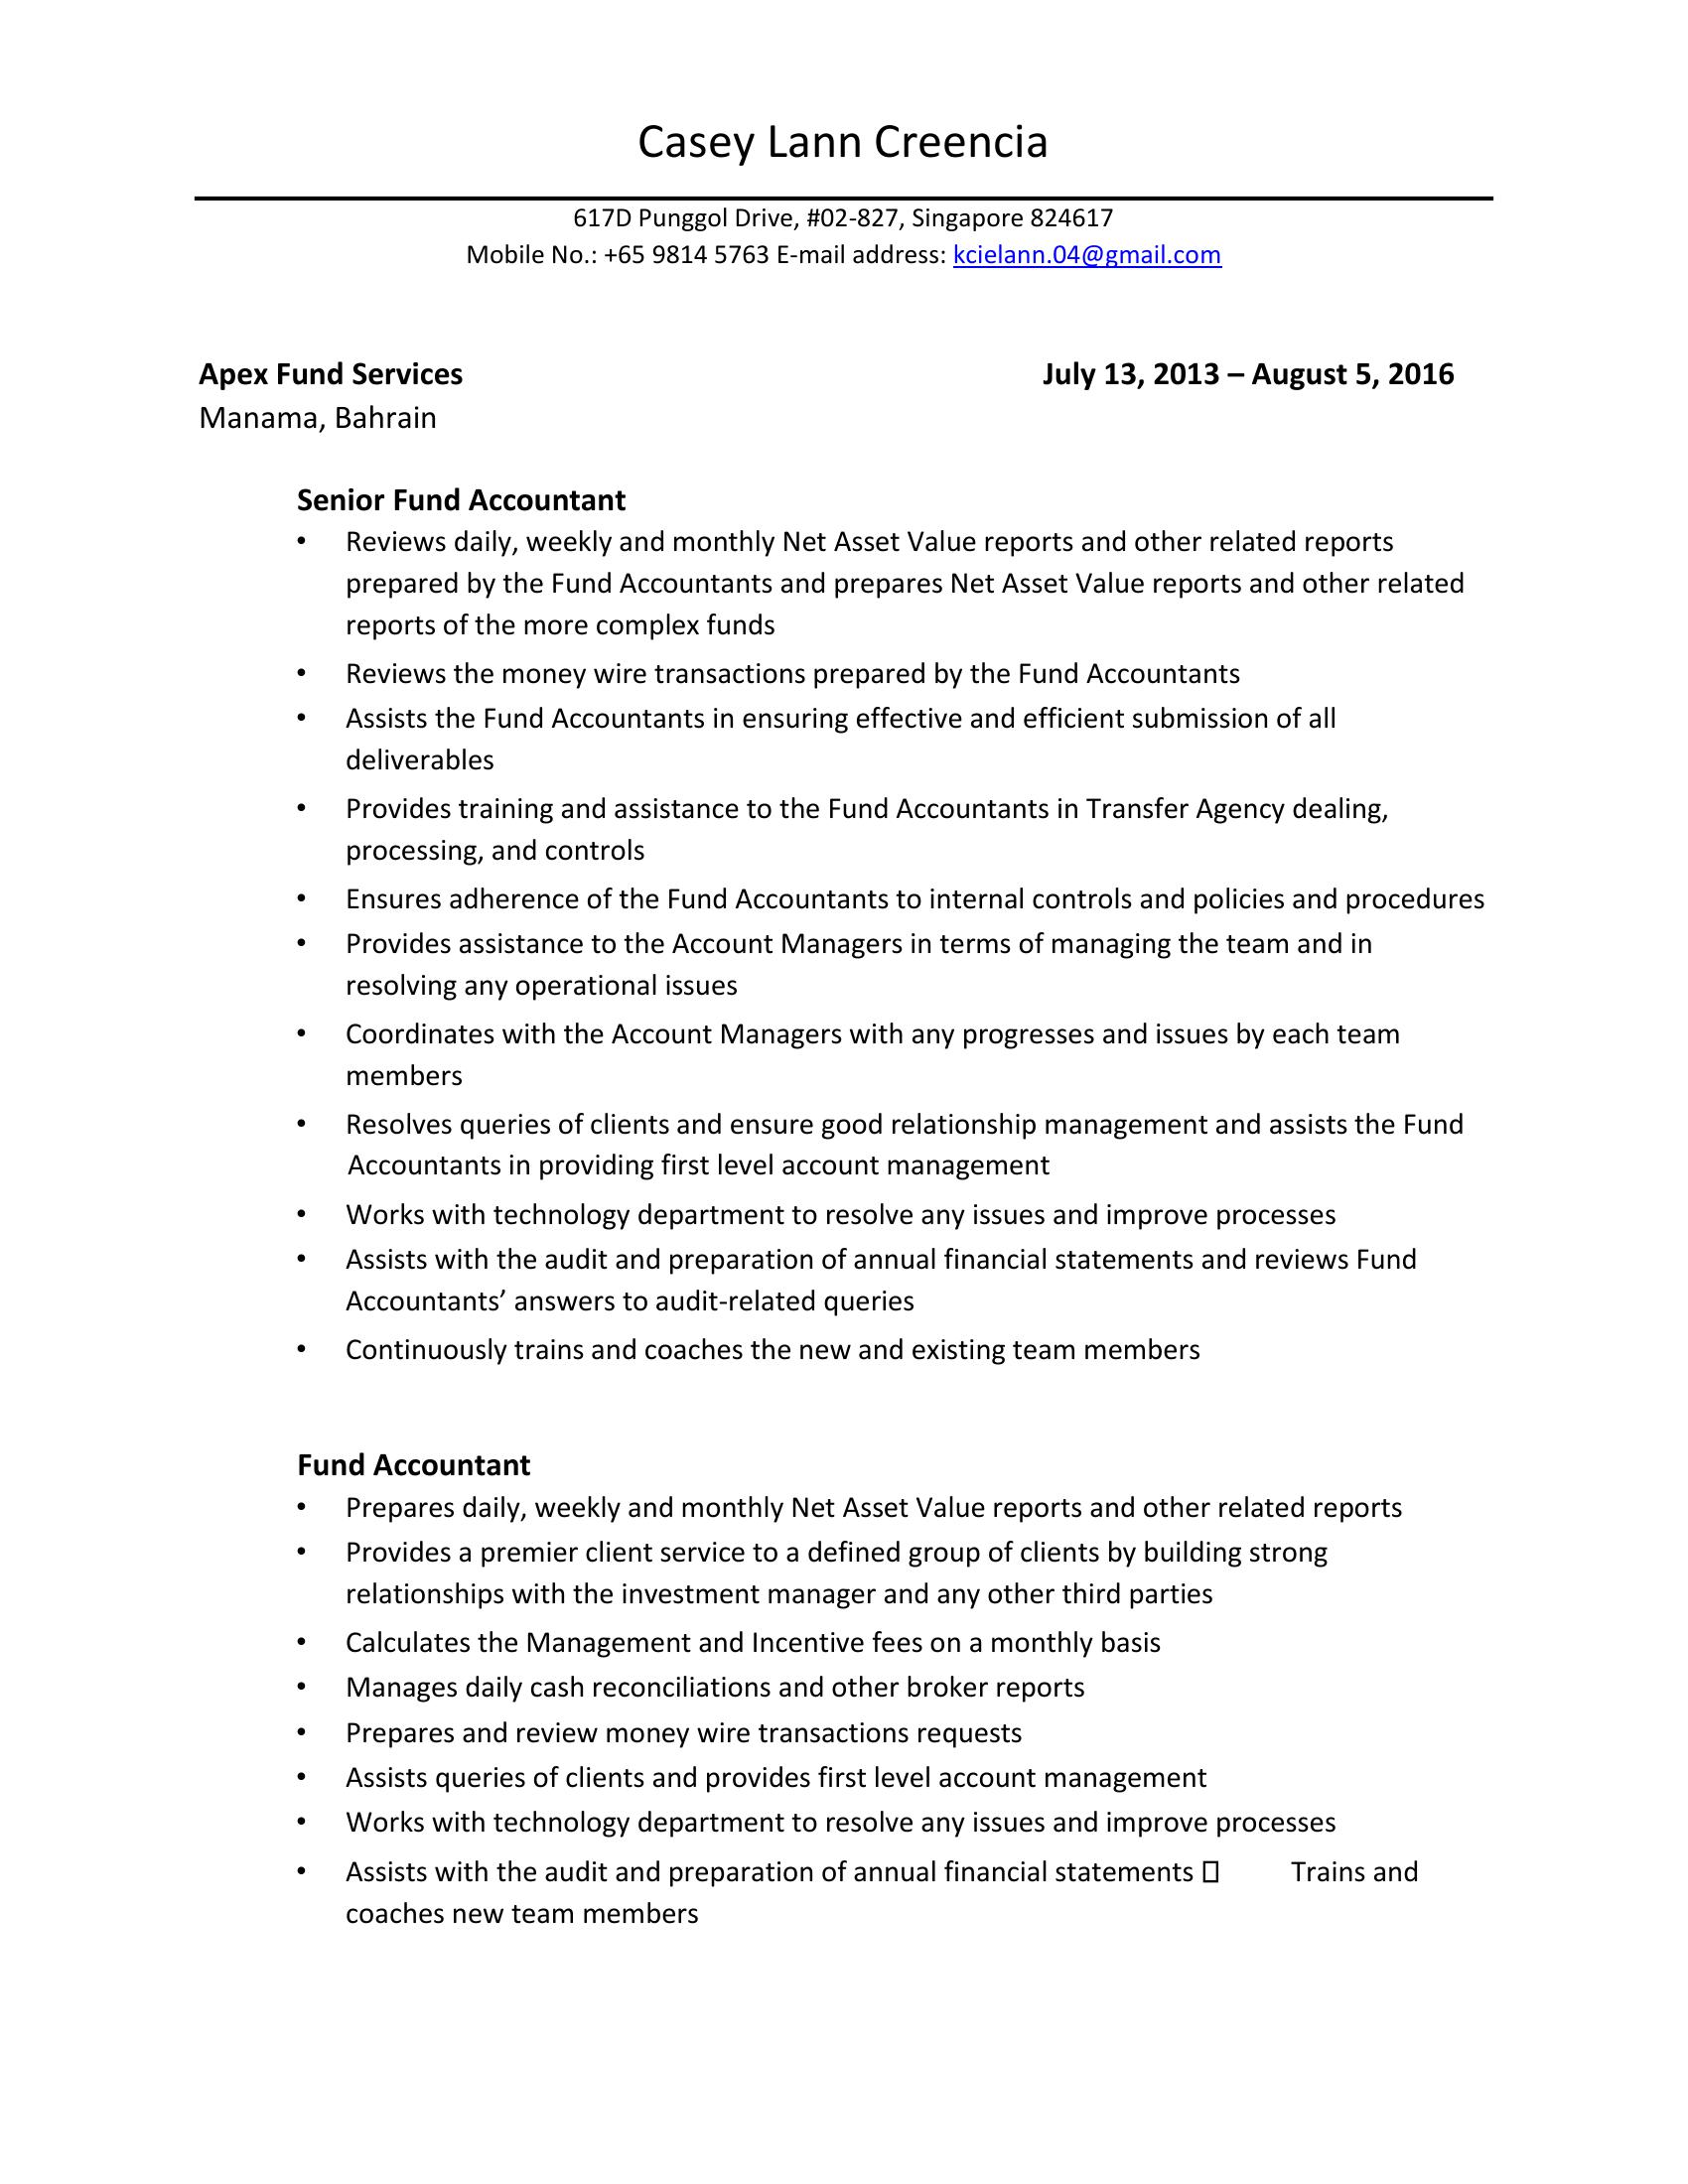 Casey Lann Creencia
617D Punggol Drive, #02-827, Singapore 824617
Mobile No.: +65 9814 5763 E-mail address: kcielann.04@gmail.com
Apex Fund Services July 13, 2013 – August 5, 2016
Manama, Bahrain
Senior Fund Accountant
• Reviews daily, weekly and monthly Net Asset Value reports and other related reports
prepared by the Fund Accountants and prepares Net Asset Value reports and other related
reports of the more complex funds
• Reviews the money wire transactions prepared by the Fund Accountants
• Assists the Fund Accountants in ensuring effective and efficient submission of all
deliverables
• Provides training and assistance to the Fund Accountants in Transfer Agency dealing,
processing, and controls
• Ensures adherence of the Fund Accountants to internal controls and policies and procedures
• Provides assistance to the Account Managers in terms of managing the team and in
resolving any operational issues
• Coordinates with the Account Managers with any progresses and issues by each team
members
• Resolves queries of clients and ensure good relationship management and assists the Fund
Accountants in providing first level account management
• Works with technology department to resolve any issues and improve processes
• Assists with the audit and preparation of annual financial statements and reviews Fund
Accountants’ answers to audit-related queries
• Continuously trains and coaches the new and existing team members
Fund Accountant
• Prepares daily, weekly and monthly Net Asset Value reports and other related reports
• Provides a premier client service to a defined group of clients by building strong
relationships with the investment manager and any other third parties
• Calculates the Management and Incentive fees on a monthly basis
• Manages daily cash reconciliations and other broker reports
• Prepares and review money wire transactions requests
• Assists queries of clients and provides first level account management
• Works with technology department to resolve any issues and improve processes
• Assists with the audit and preparation of annual financial statements  Trains and
coaches new team members